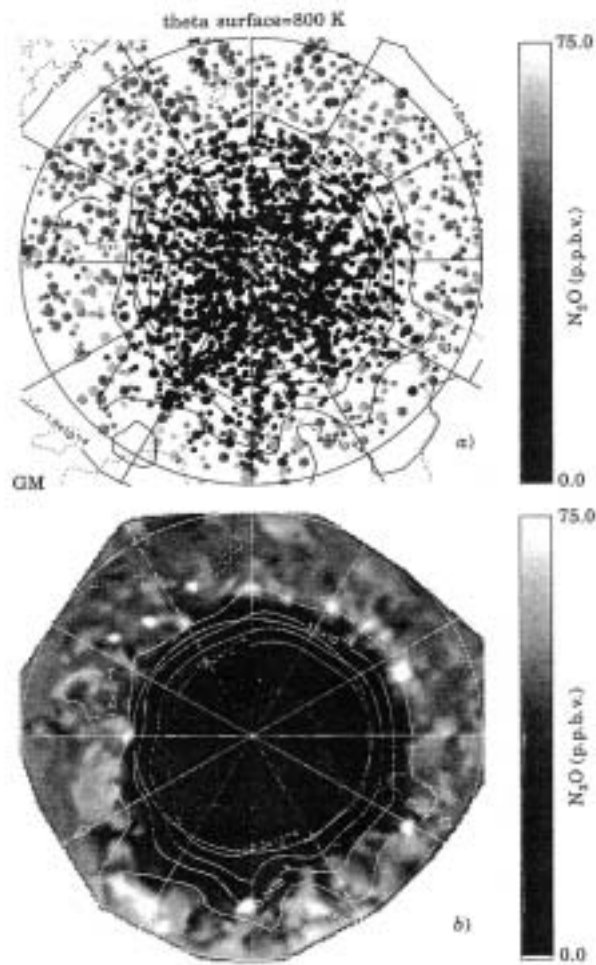 theta surface=800 K
75.0
N₂O (p.p.b.v.)
a)
0.0
GM
75.0
N₂O (p.p.b.v.)
b)
0.0